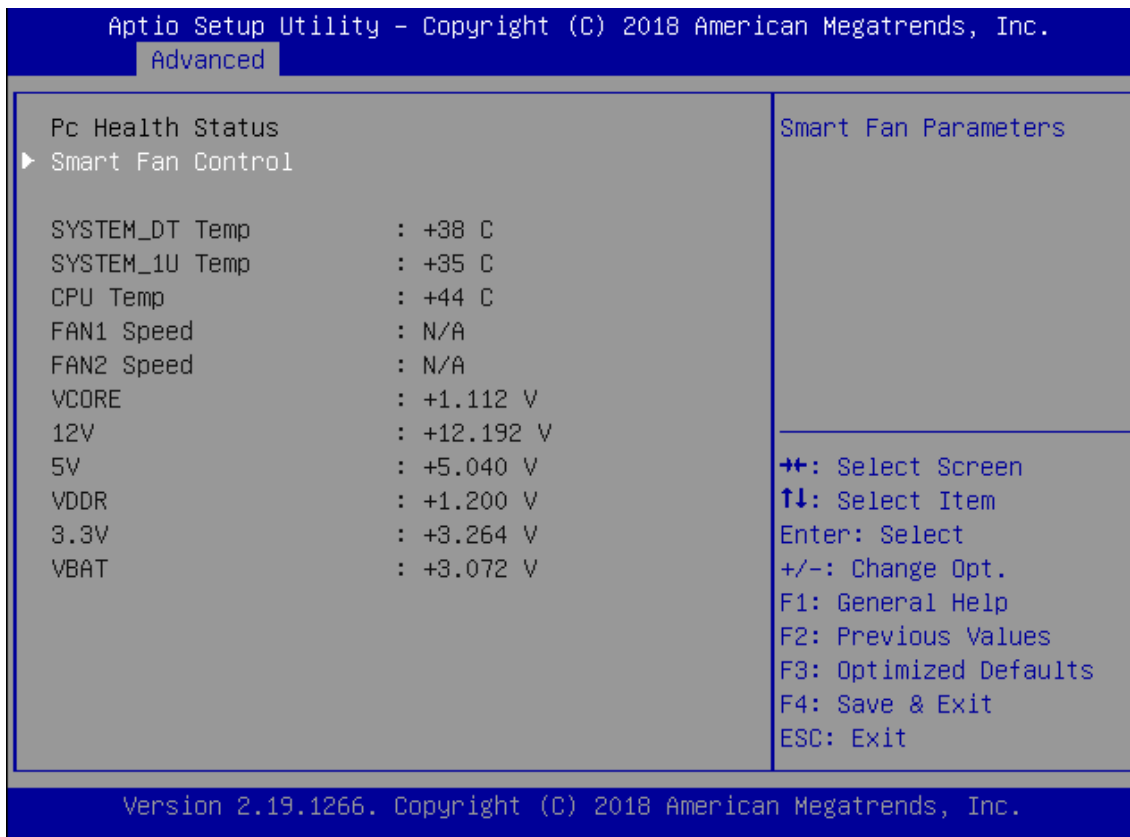 Aptio Setup Utility – Copyright (C) 2018 American Megatrends, Inc.
Advanced
Pc Health Status
Smart Fan Control
SYSTEM_DT Temp : +38 C
SYSTEM_1U Temp : +35 C
CPU Temp : +44 C
FAN1 Speed : N/A
FAN2 Speed : N/A
VCORE : +1.112 V
12V : +12.192 V
5V : +5.040 V
VDDR : +1.200 V
3.3V : +3.264 V
VBAT : +3.072 V
Smart Fan Parameters
→←: Select Screen
↑↓: Select Item
Enter: Select
+/-: Change Opt.
F1: General Help
F2: Previous Values
F3: Optimized Defaults
F4: Save & Exit
ESC: Exit
Version 2.19.1266. Copyright (C) 2018 American Megatrends, Inc.